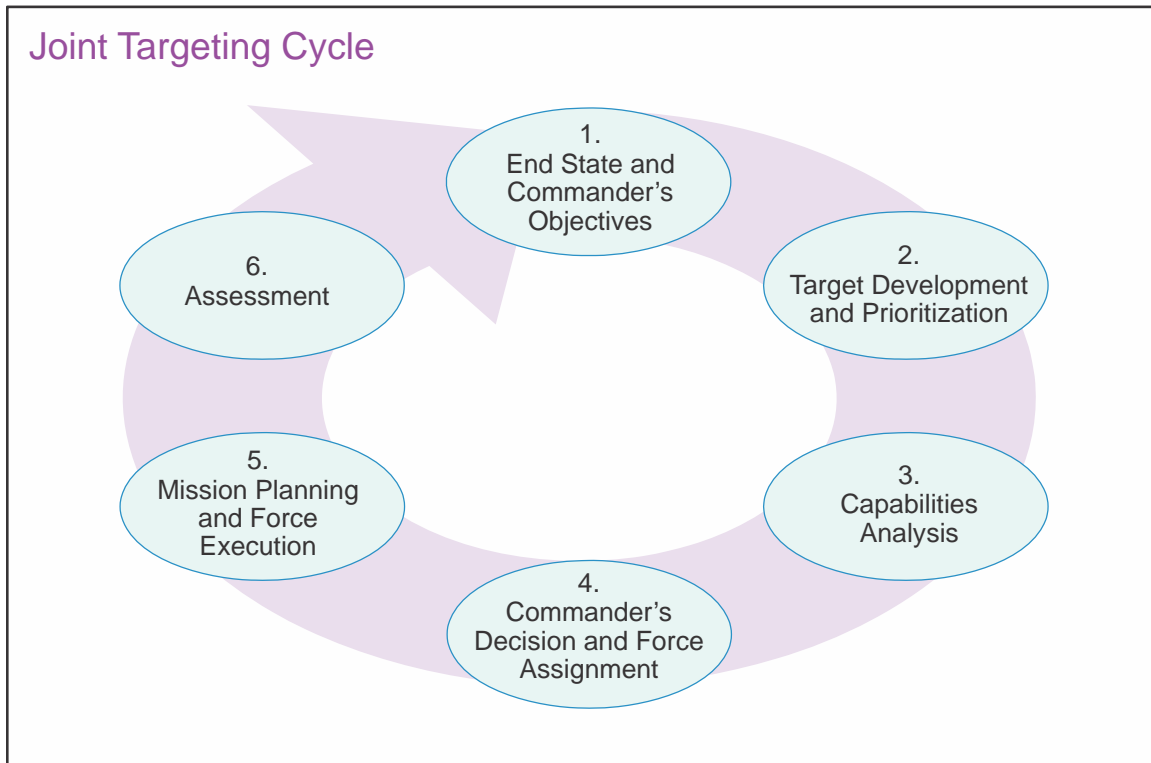 Joint Targeting Cycle
1.
End State and
Commander’s
Objectives
2.
Target Development
and Prioritization
3.
Capabilities
Analysis
4.
Commander’s
Decision and Force
Assignment
5.
Mission Planning
and Force
Execution
6.
Assessment